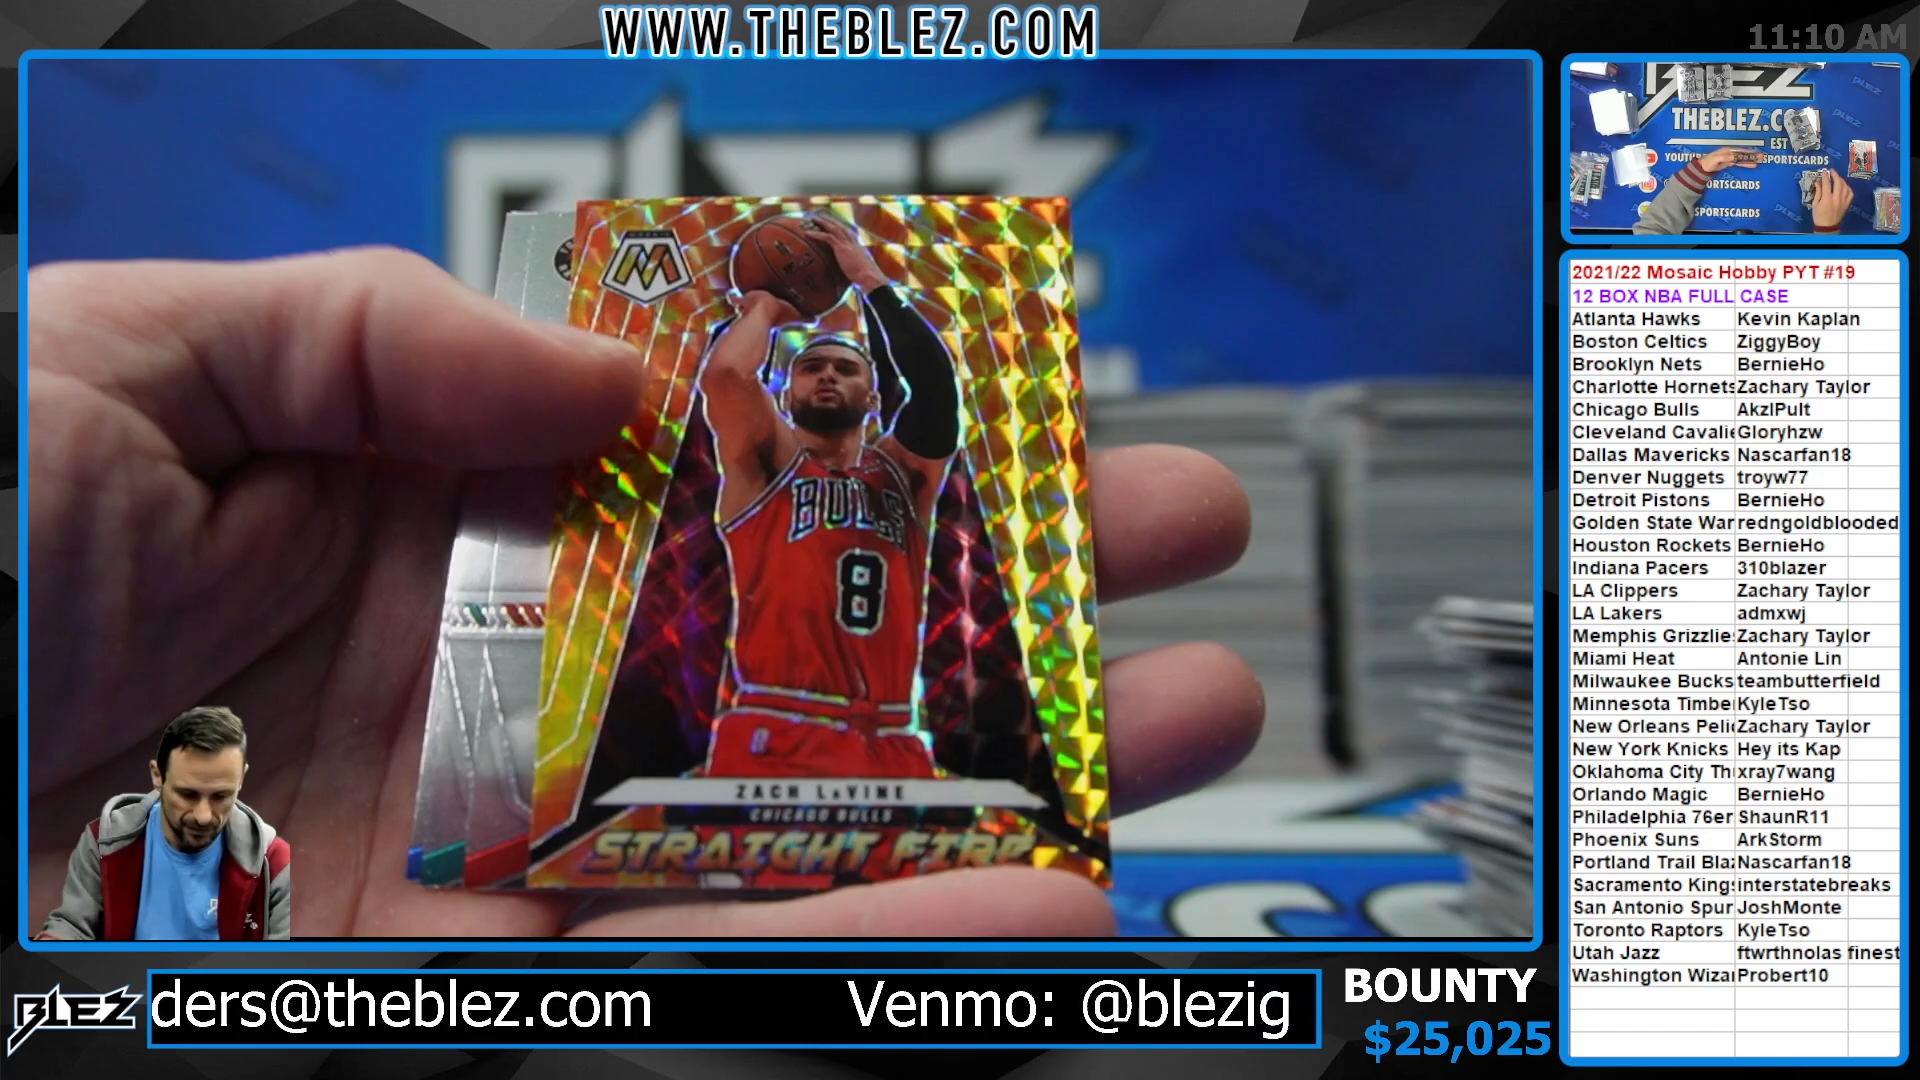 WWW.THEBLEZ.COM
11:10 AM
BLEZ
M
BULLS
8
ZACH LAVINE
CHICAGO BULLS
STRAIGHT FIRE
BLEZ
THEBLEZ.CO
EST
YOUTU SPORTSCARDS
ORTSCARDS
SPORTSCARDS
2021/22 Mosaic Hobby PYT #19
12 BOX NBA FULL CASE
Atlanta Hawks Kevin Kaplan
Boston Celtics ZiggyBoy
Brooklyn Nets BernieHo
Charlotte Hornets Zachary Taylor
Chicago Bulls AkzlPult
Cleveland Cavalie Gloryhzw
Dallas Mavericks Nascarfan18
Denver Nuggets troyw77
Detroit Pistons BernieHo
Golden State War redngoldblooded
Houston Rockets BernieHo
Indiana Pacers 310blazer
LA Clippers Zachary Taylor
LA Lakers admxwj
Memphis Grizzlie Zachary Taylor
Miami Heat Antonie Lin
Milwaukee Bucks teambutterfield
Minnesota Timbe KyleTso
New Orleans Peli Zachary Taylor
New York Knicks Hey its Kap
Oklahoma City Th xray7wang
Orlando Magic BernieHo
Philadelphia 76er ShaunR11
Phoenix Suns ArkStorm
Portland Trail Bla Nascarfan18
Sacramento King interstatebreaks
San Antonio Spur JoshMonte
Toronto Raptors KyleTso
Utah Jazz ftwrthnolas finest
Washington Wiza Probert10
BLEZ
ders@theblez.com Venmo: @blezig
BOUNTY
$25,025